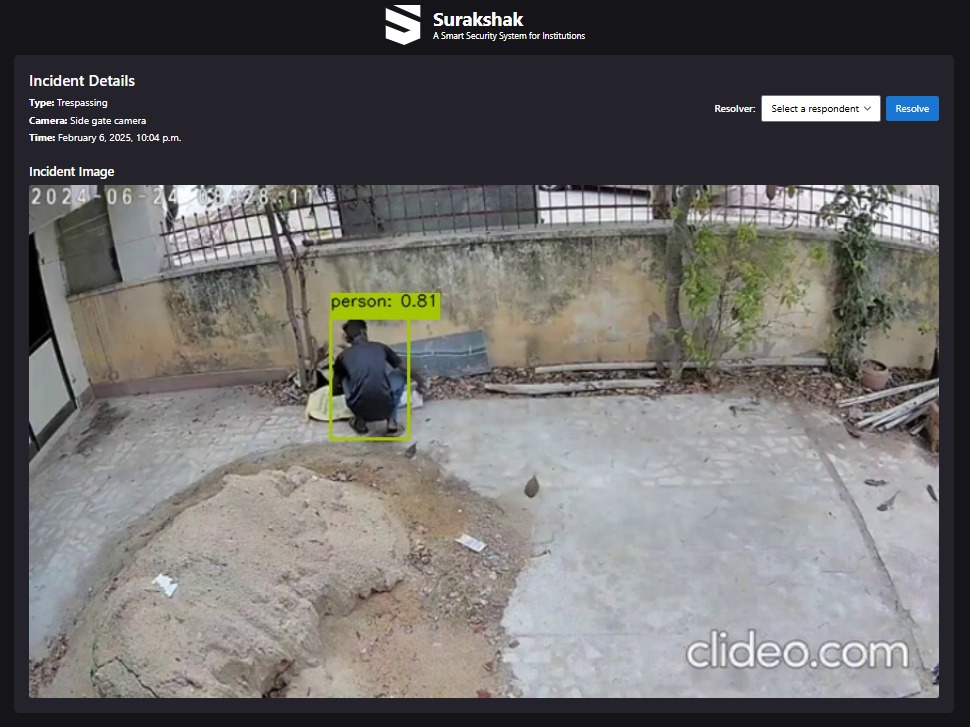 Surakshak
A Smart Security System for Institutions
Incident Details
Type: Trespassing
Camera: Side gate camera
Time: February 6, 2025, 10:04 p.m.
Resolver:
Select a respondent
Resolve
Incident Image
2024-06-24 08:28:11
person: 0.81
clideo.com